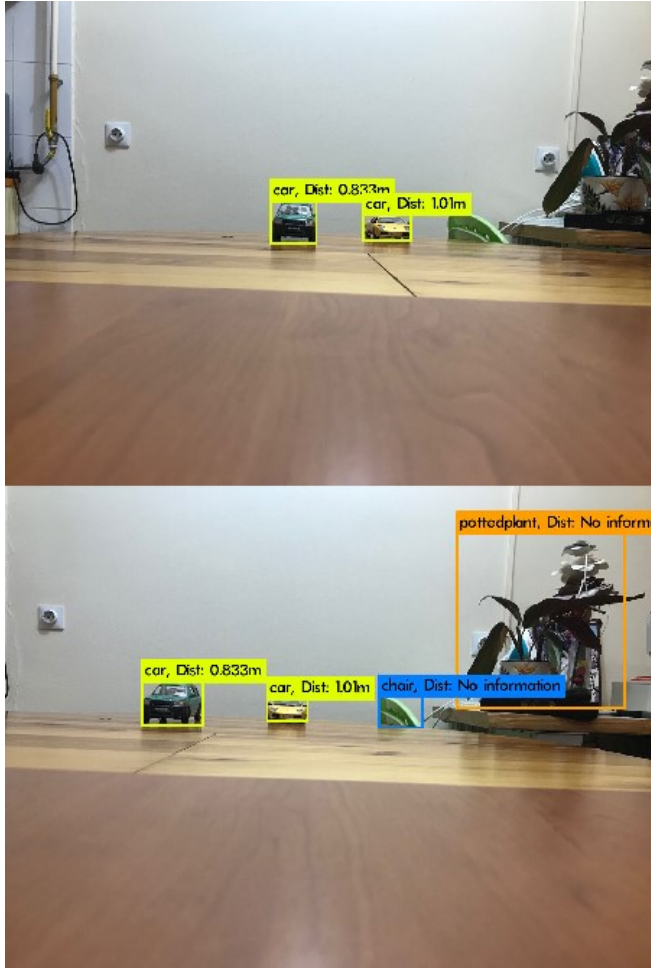 car, Dist: 0.833m
car, Dist: 1.01m
pottedplant, Dist: No inform
car, Dist: 0.833m
car, Dist: 1.01m
chair, Dist: No information